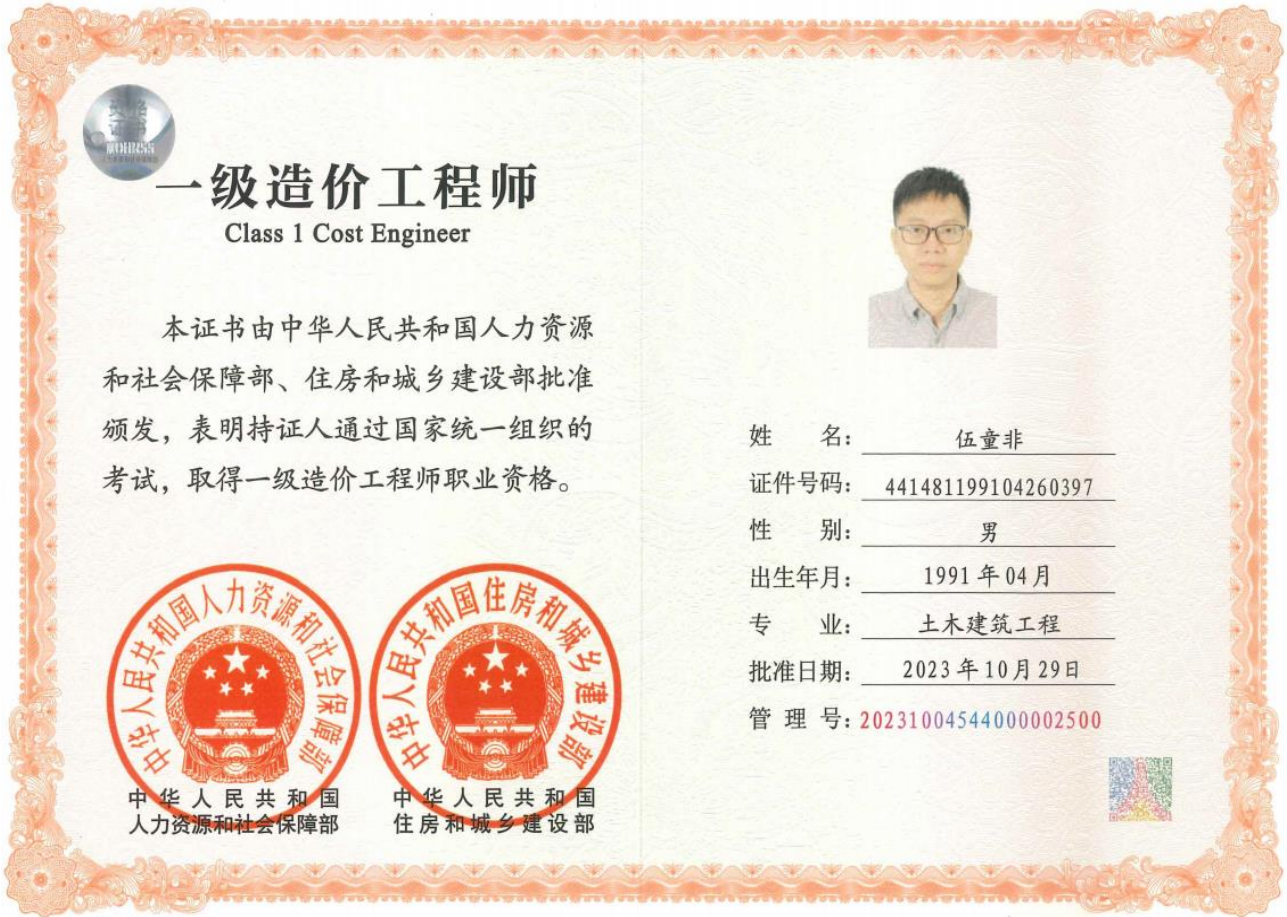 一级造价工程师
Class 1 Cost Engineer
本证书由中华人民共和国人力资源
和社会保障部、住房和城乡建设部批准
颁发，表明持证人通过国家统一组织的
考试，取得一级造价工程师职业资格。
中华人民共和国人力资源和社会保障部
中华人民共和国
人力资源和社会保障部
中华人民共和国住房和城乡建设部
中华人民共和国
住房和城乡建设部
姓 名：伍童非
证件号码：441481199104260397
性 别：男
出生年月：1991年04月
专 业：土木建筑工程
批准日期：2023年10月29日
管 理 号：20231004544000002500